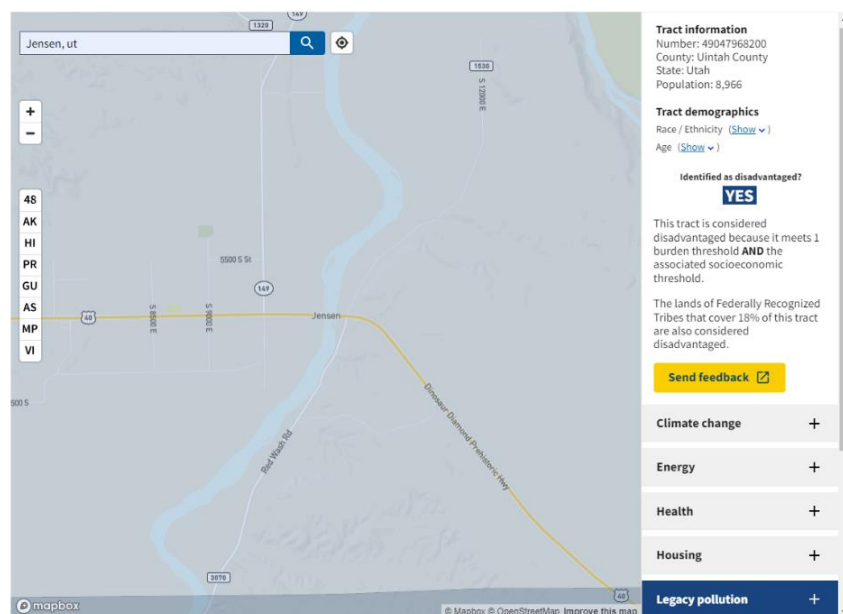 Jensen, ut
+
−
48
AK
HI
PR
GU
AS
MP
VI
1320
149
1530
S 12000 E
5500 S St
149
40
S 8500 E
S 9000 E
Jensen
500 S
Dinosaur Diamond Prehistoric Hwy
Red Wash Rd
3070
40
mapbox
© Mapbox © OpenStreetMap Improve this map
Tract information
Number: 49047968200
County: Uintah County
State: Utah
Population: 8,966
Tract demographics
Race / Ethnicity (Show)
Age (Show)
Identified as disadvantaged?
YES
This tract is considered
disadvantaged because it meets 1
burden threshold AND the
associated socioeconomic
threshold.
The lands of Federally Recognized
Tribes that cover 18% of this tract
are also considered
disadvantaged.
Send feedback
Climate change +
Energy +
Health +
Housing +
Legacy pollution +